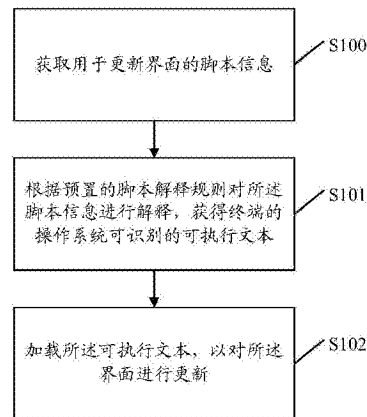 获取用于更新界面的脚本信息
S100
根据预置的脚本解释规则对所述
脚本信息进行解释，获得终端的
操作系统可识别的可执行文本
S101
加载所述可执行文本，以对所述
界面进行更新
S102